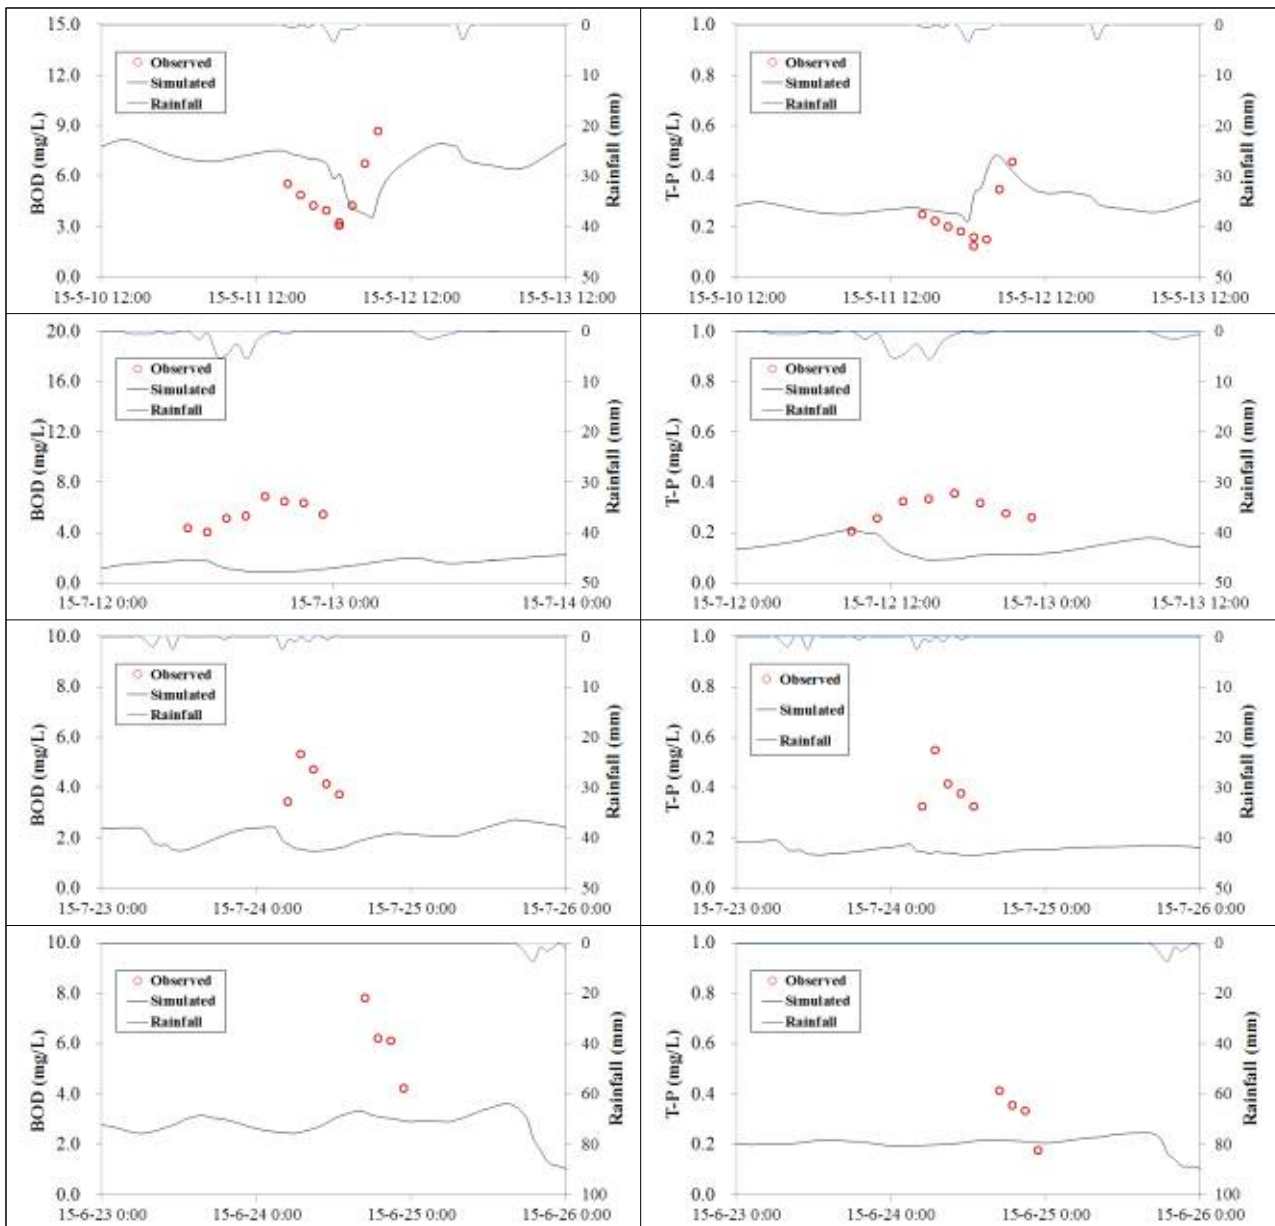 15.0
12.0
9.0
6.0
3.0
0.0
BOD (mg/L)
Observed
Simulated
Rainfall
0
10
20
30
40
50
Rainfall (mm)
15-5-10 12:00 15-5-11 12:00 15-5-12 12:00 15-5-13 12:00
1.0
0.8
0.6
0.4
0.2
0.0
T-P (mg/L)
Observed
Simulated
Rainfall
0
10
20
30
40
50
Rainfall (mm)
15-5-10 12:00 15-5-11 12:00 15-5-12 12:00 15-5-13 12:00
20.0
16.0
12.0
8.0
4.0
0.0
BOD (mg/L)
Observed
Simulated
Rainfall
0
10
20
30
40
50
Rainfall (mm)
15-7-12 0:00 15-7-13 0:00 15-7-14 0:00
1.0
0.8
0.6
0.4
0.2
0.0
T-P (mg/L)
Observed
Simulated
Rainfall
0
10
20
30
40
50
Rainfall (mm)
15-7-12 0:00 15-7-12 12:00 15-7-13 0:00 15-7-13 12:00
10.0
8.0
6.0
4.0
2.0
0.0
BOD (mg/L)
Observed
Simulated
Rainfall
0
10
20
30
40
50
Rainfall (mm)
15-7-23 0:00 15-7-24 0:00 15-7-25 0:00 15-7-26 0:00
1.0
0.8
0.6
0.4
0.2
0.0
T-P (mg/L)
Observed
Simulated
Rainfall
0
10
20
30
40
50
Rainfall (mm)
15-7-23 0:00 15-7-24 0:00 15-7-25 0:00 15-7-26 0:00
10.0
8.0
6.0
4.0
2.0
0.0
BOD (mg/L)
Observed
Simulated
Rainfall
0
20
40
60
80
100
Rainfall (mm)
15-6-23 0:00 15-6-24 0:00 15-6-25 0:00 15-6-26 0:00
1.0
0.8
0.6
0.4
0.2
0.0
T-P (mg/L)
Observed
Simulated
Rainfall
0
20
40
60
80
100
Rainfall (mm)
15-6-23 0:00 15-6-24 0:00 15-6-25 0:00 15-6-26 0:00